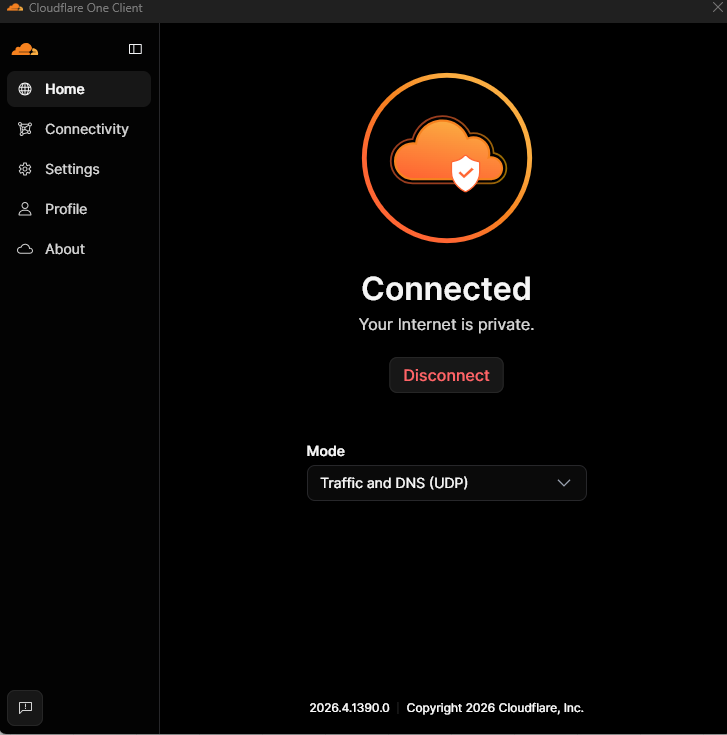 Cloudflare One Client
Home
Connectivity
Settings
Profile
About
Connected
Your Internet is private.
Disconnect
Mode
Traffic and DNS (UDP)
2026.4.1390.0 | Copyright 2026 Cloudflare, Inc.